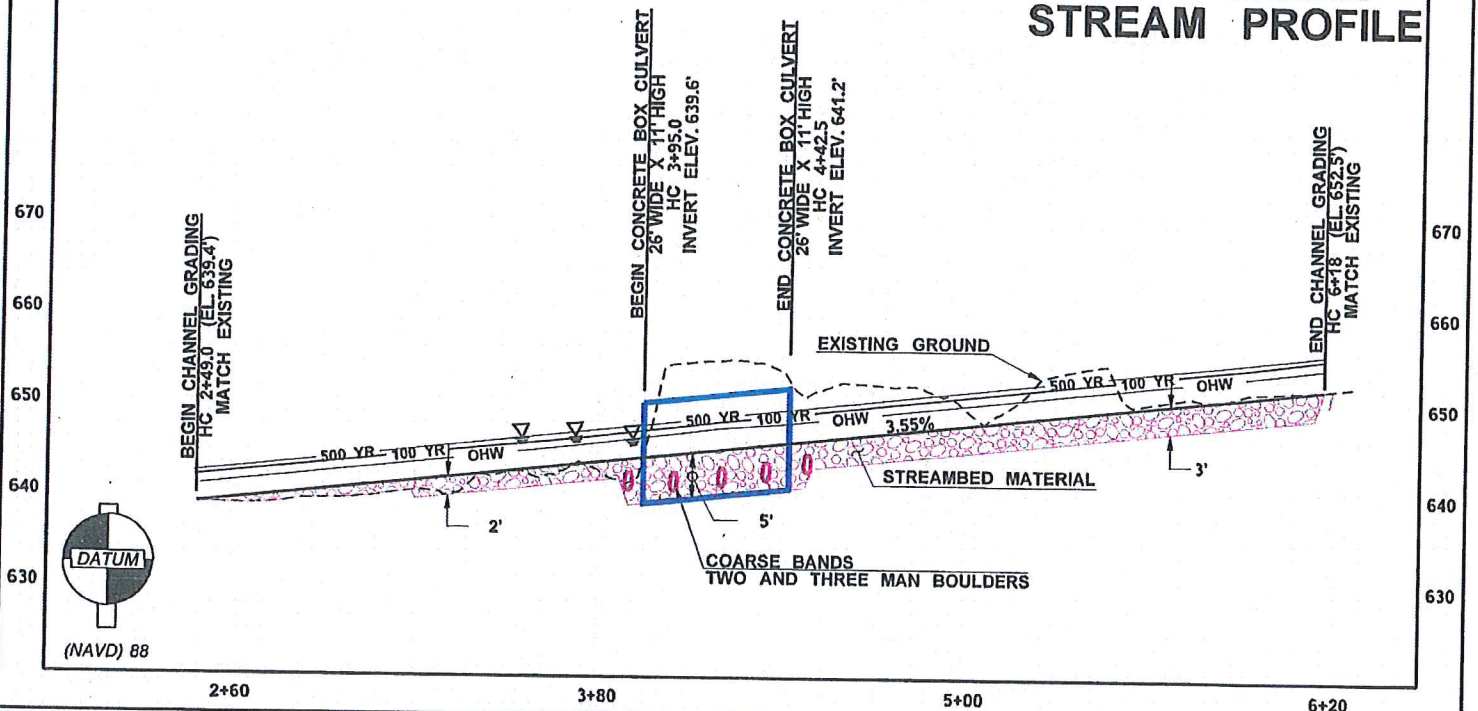 STREAM PROFILE
BEGIN CONCRETE BOX CULVERT
26' WIDE X 11' HIGH
HC 3+95.0
INVERT ELEV. 639.6'
END CONCRETE BOX CULVERT
26' WIDE X 11' HIGH
HC 4+42.5
INVERT ELEV. 641.2'
BEGIN CHANNEL GRADING
HC 2+49.0 (EL. 639.4')
MATCH EXISTING
END CHANNEL GRADING
HC 6+18 (EL. 652.5')
MATCH EXISTING
670
660
650
640
630
670
660
650
640
630
EXISTING GROUND
500 YR
100 YR
OHW
500 YR
100 YR
OHW
500 YR
100 YR
OHW
3.55%
STREAMBED MATERIAL
2'
5'
3'
COARSE BANDS
TWO AND THREE MAN BOULDERS
DATUM
(NAVD) 88
2+60
3+80
5+00
6+20